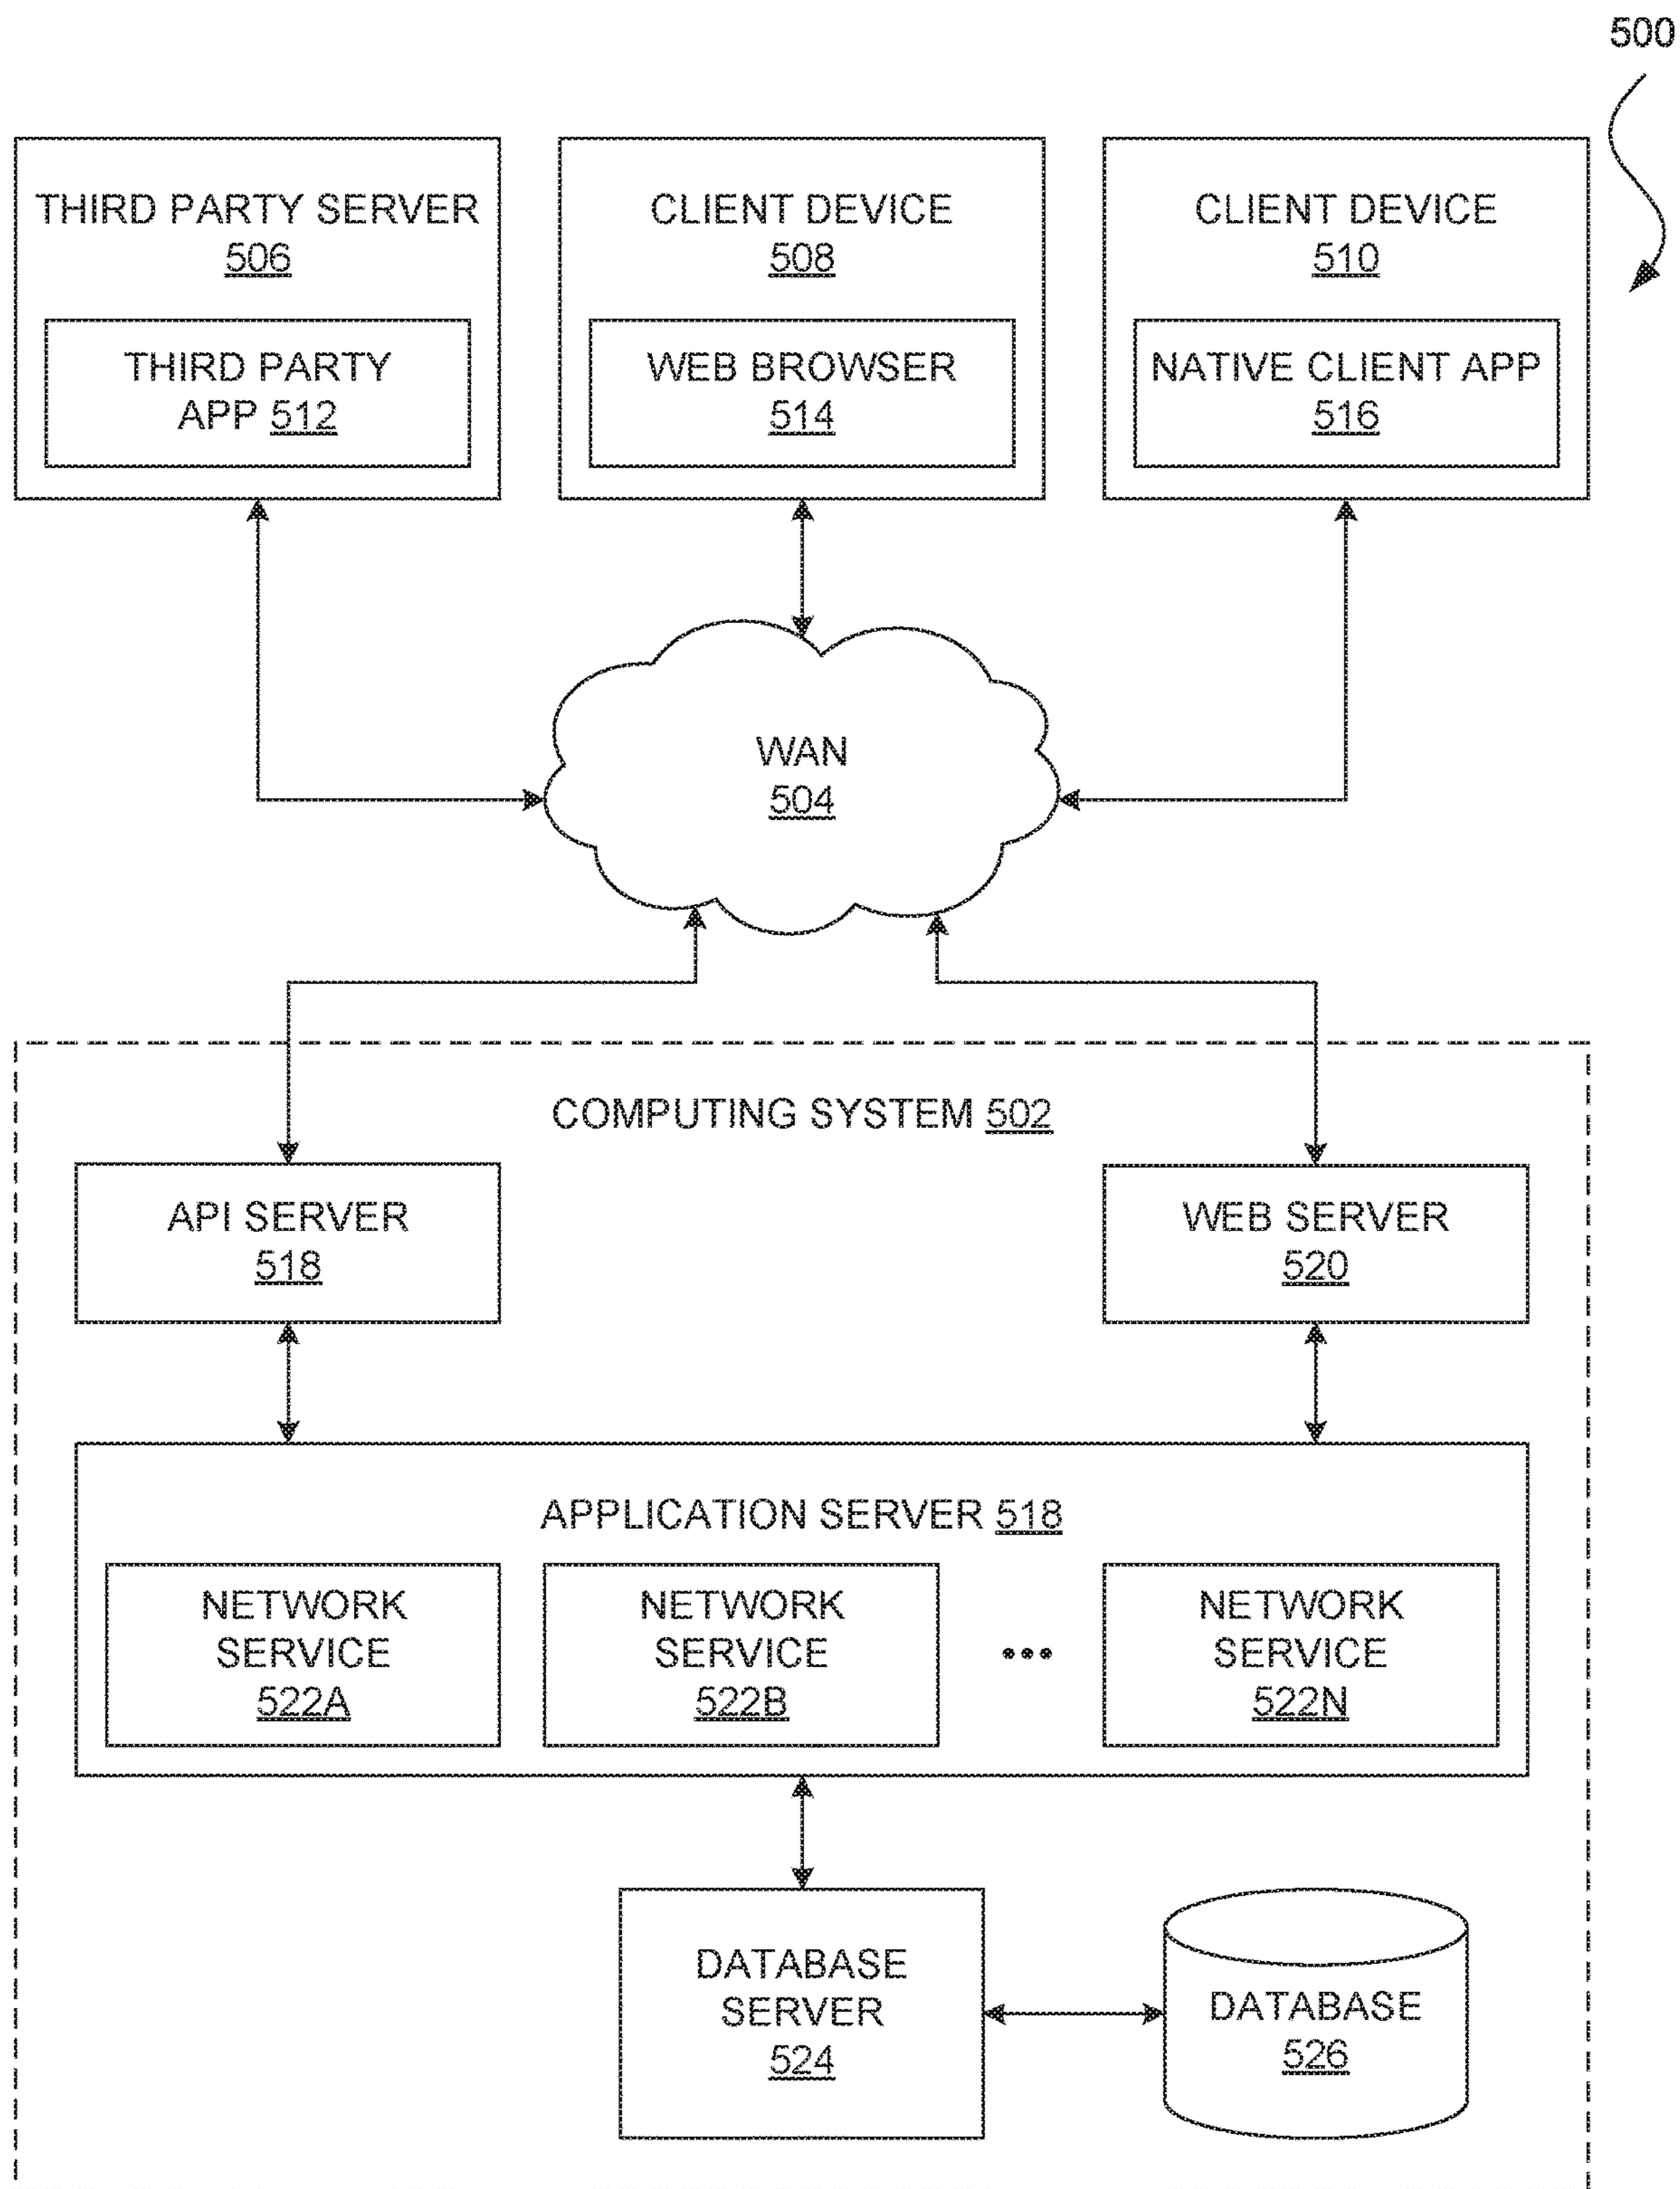 500
THIRD PARTY SERVER
506
THIRD PARTY
APP 512
CLIENT DEVICE
508
WEB BROWSER
514
CLIENT DEVICE
510
NATIVE CLIENT APP
516
WAN
504
COMPUTING SYSTEM 502
API SERVER
518
WEB SERVER
520
APPLICATION SERVER 518
NETWORK
SERVICE
522A
NETWORK
SERVICE
522B
•••
NETWORK
SERVICE
522N
DATABASE
SERVER
524
DATABASE
526